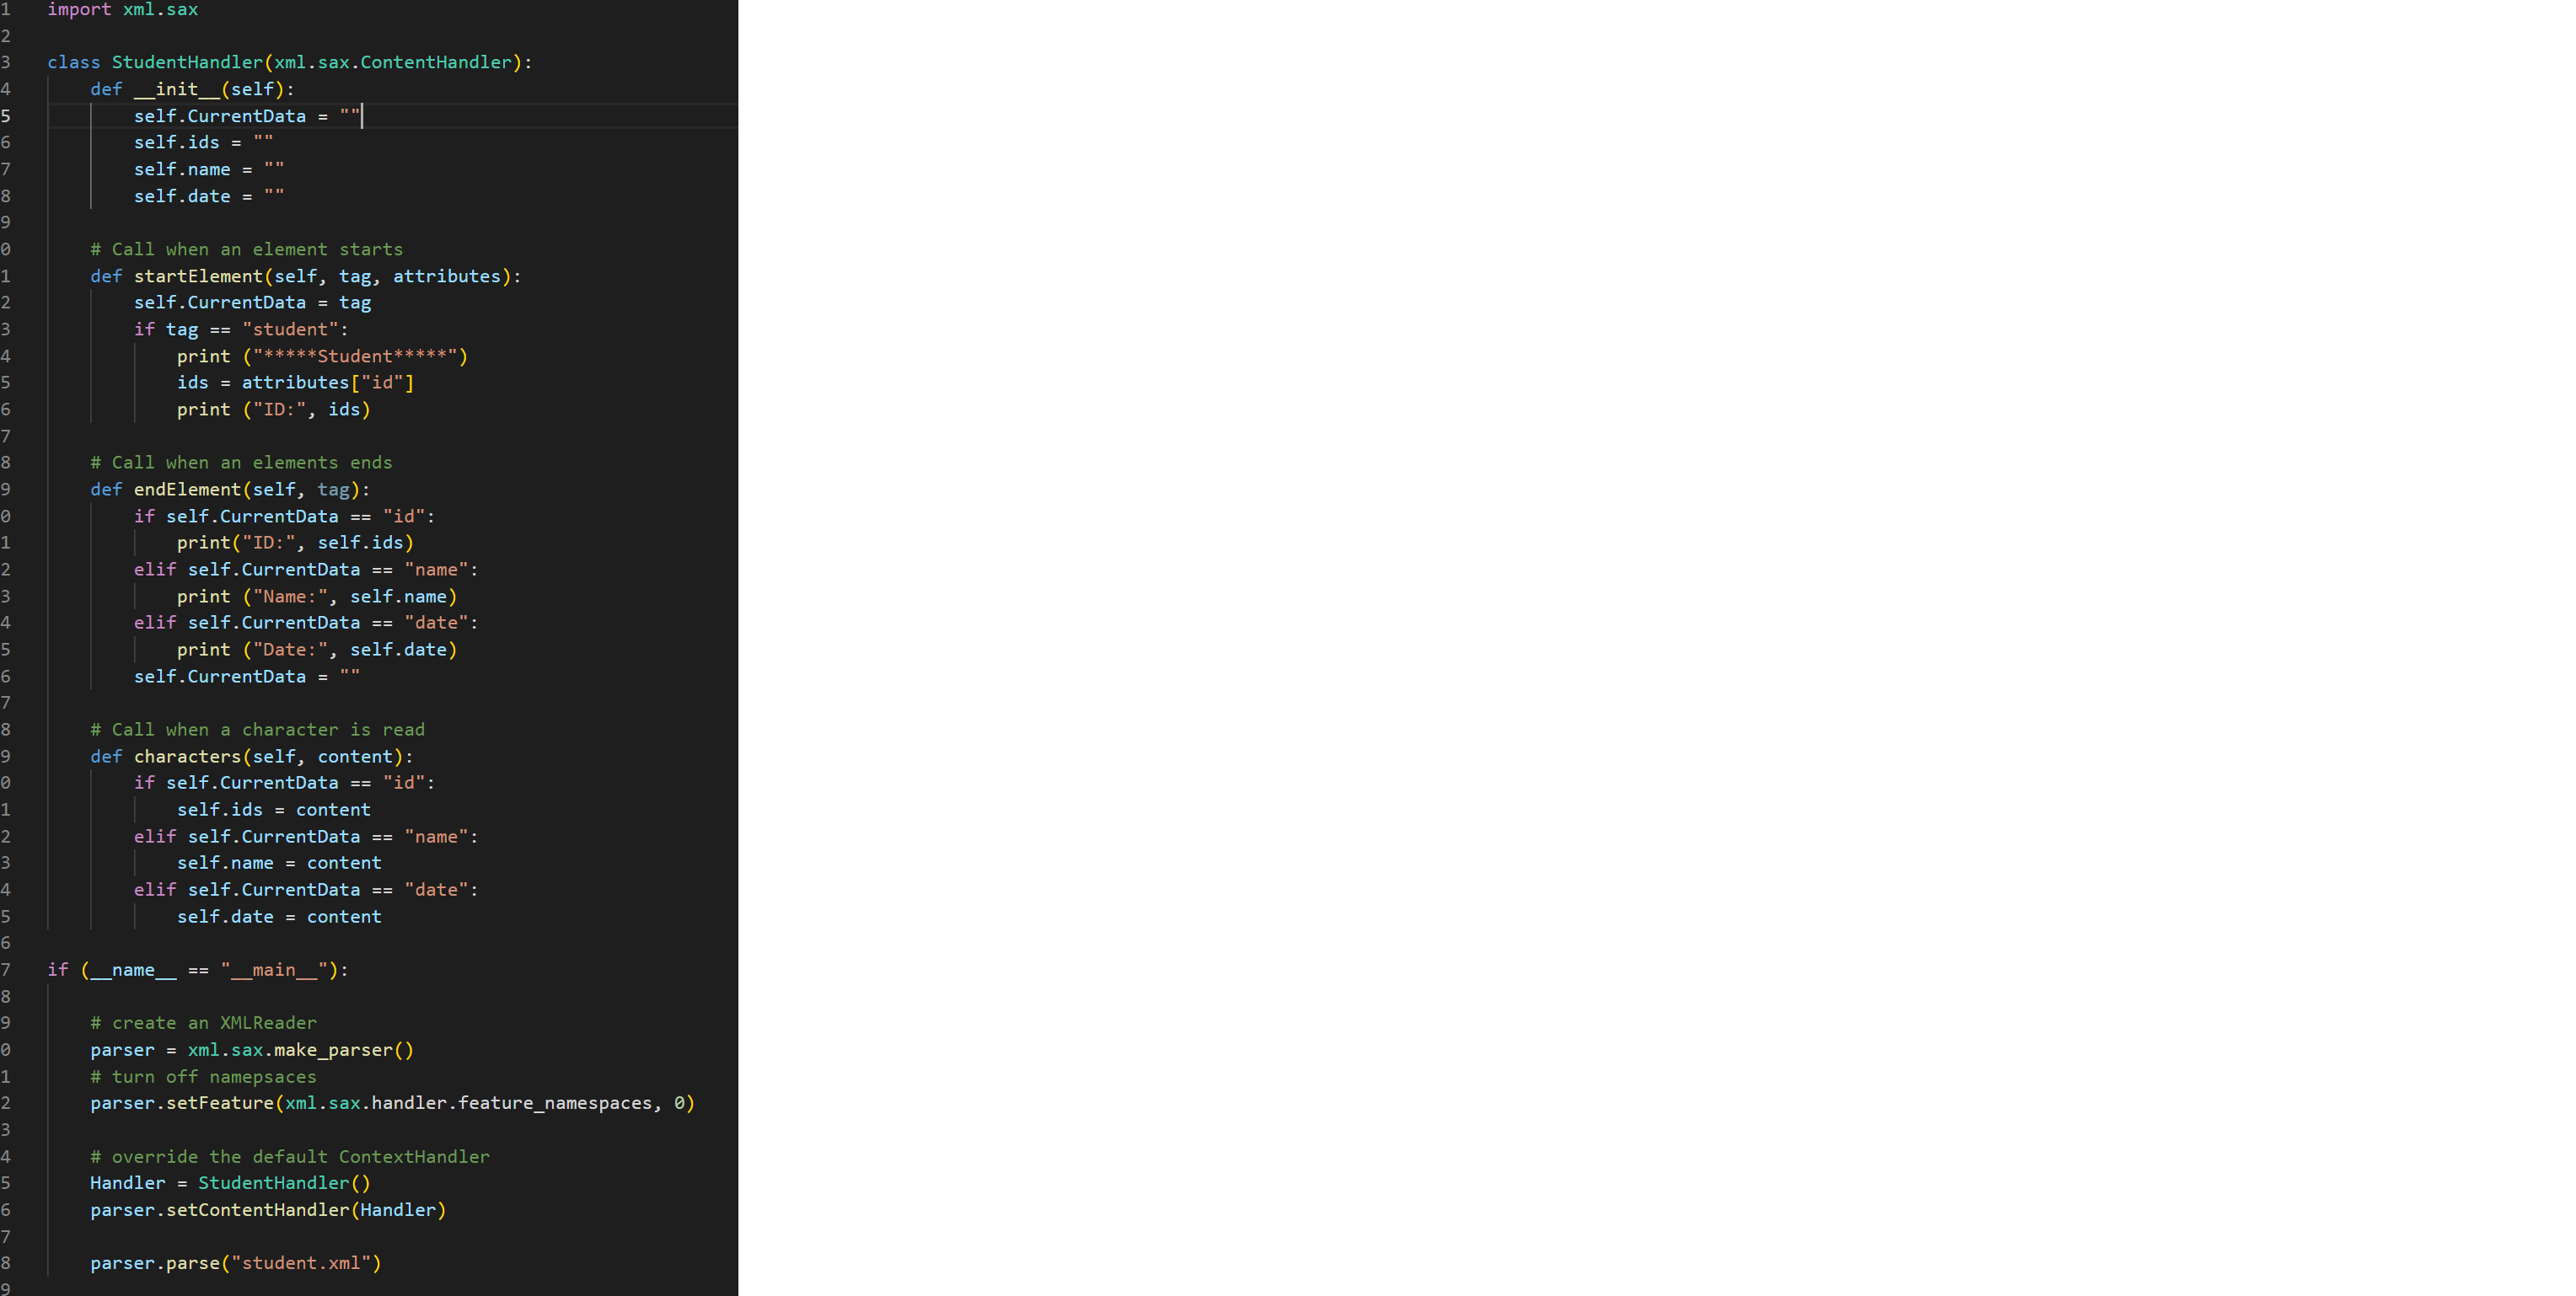 1 import xml.sax
2
3 class StudentHandler(xml.sax.ContentHandler):
4     def __init__(self):
5         self.CurrentData = ""
6         self.ids = ""
7         self.name = ""
8         self.date = ""
9
0     # Call when an element starts
1     def startElement(self, tag, attributes):
2         self.CurrentData = tag
3         if tag == "student":
4             print ("*****Student*****")
5             ids = attributes["id"]
6             print ("ID:", ids)
7
8     # Call when an elements ends
9     def endElement(self, tag):
0         if self.CurrentData == "id":
1             print("ID:", self.ids)
2         elif self.CurrentData == "name":
3             print ("Name:", self.name)
4         elif self.CurrentData == "date":
5             print ("Date:", self.date)
6         self.CurrentData = ""
7
8     # Call when a character is read
9     def characters(self, content):
0         if self.CurrentData == "id":
1             self.ids = content
2         elif self.CurrentData == "name":
3             self.name = content
4         elif self.CurrentData == "date":
5             self.date = content
6
7 if (__name__ == "__main__"):
8
9     # create an XMLReader
0     parser = xml.sax.make_parser()
1     # turn off namepsaces
2     parser.setFeature(xml.sax.handler.feature_namespaces, 0)
3
4     # override the default ContextHandler
5     Handler = StudentHandler()
6     parser.setContentHandler(Handler)
7
8     parser.parse("student.xml")
9